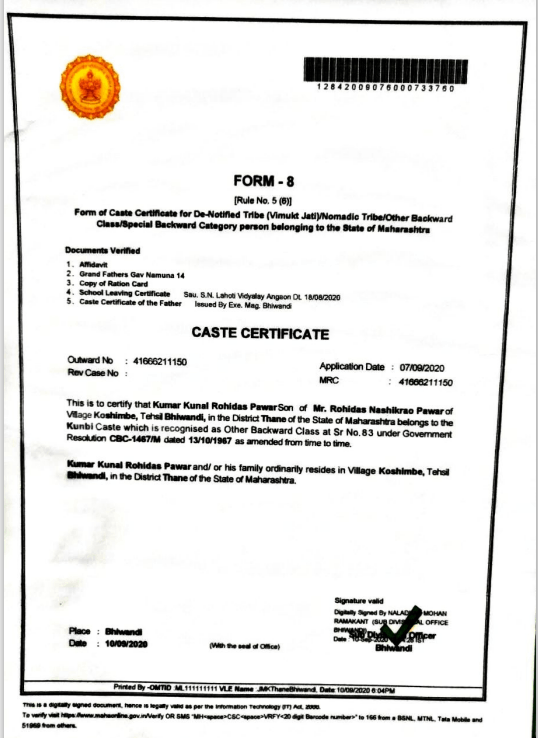 12842009076000733760
FORM - 8
[Rule No. 5 (6)]
Form of Caste Certificate for De-Notified Tribe (Vimukt Jati)/Nomadic Tribe/Other Backward
Class/Special Backward Category person belonging to the State of Maharashtra
Documents Verified
1. Affidavit
2. Grand Fathers Gav Namuna 14
3. Copy of Ration Card
4. School Leaving Certificate Sau. S.N. Lahoti Vidyalay Angaon Dt. 18/08/2020
5. Caste Certificate of the Father Issued By Exe. Mag. Bhiwandi
CASTE CERTIFICATE
Outward No : 41666211150
Application Date : 07/09/2020
Rev Case No :
MRC : 41666211150
This is to certify that Kumar Kunal Rohidas Pawar Son of Mr. Rohidas Nashikrao Pawar of
Village Koshimbe, Tehsil Bhiwandi, in the District Thane of the State of Maharashtra belongs to the
Kunbi Caste which is recognised as Other Backward Class at Sr No.83 under Government
Resolution CBC-1467/M dated 13/10/1967 as amended from time to time.
Kumar Kunal Rohidas Pawar and/ or his family ordinarily resides in Village Koshimbe, Tehsil
Bhiwandi, in the District Thane of the State of Maharashtra.
Signature valid
Digitally Signed By MOHAN
RAMAKANT (SUB OFFICE
Sub Officer
Date
Bhiwandi
Place : Bhiwandi
Date : 10/09/2020
(With the seal of Office)
Printed By -OMTID :ML111111111 VLE Name :JMKThaneBhiwandi, Date:10/09/2020 6:04PM
This is a digitally signed document, hence is legally valid as per the Information Technology (IT) Act, 2000.
To verify visit https://www.mahaonline.gov.in/Verify OR SMS "MH<space>CSC<space>VRFY<20 digit Barcode number>" to 166 from a BSNL, MTNL, Tata Mobile and
51969 from others.